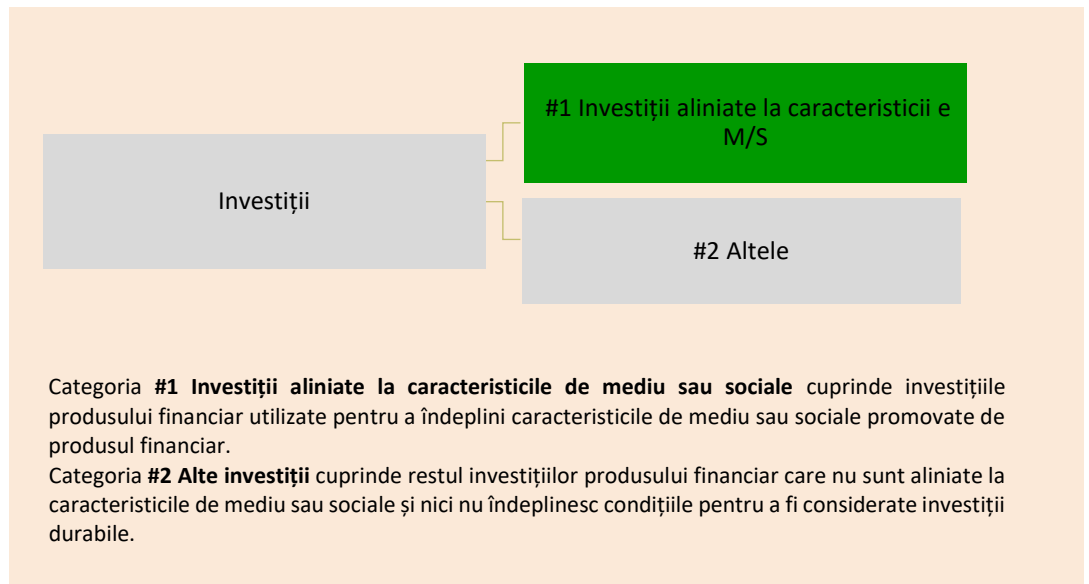 #1 Investiții aliniate la caracteristicii e
M/S
Investiții
#2 Altele
Categoria #1 Investiții aliniate la caracteristicile de mediu sau sociale cuprinde investițiile
produsului financiar utilizate pentru a îndeplini caracteristicile de mediu sau sociale promovate de
produsul financiar.
Categoria #2 Alte investiții cuprinde restul investițiilor produsului financiar care nu sunt aliniate la
caracteristicile de mediu sau sociale și nici nu îndeplinesc condițiile pentru a fi considerate investiții
durabile.